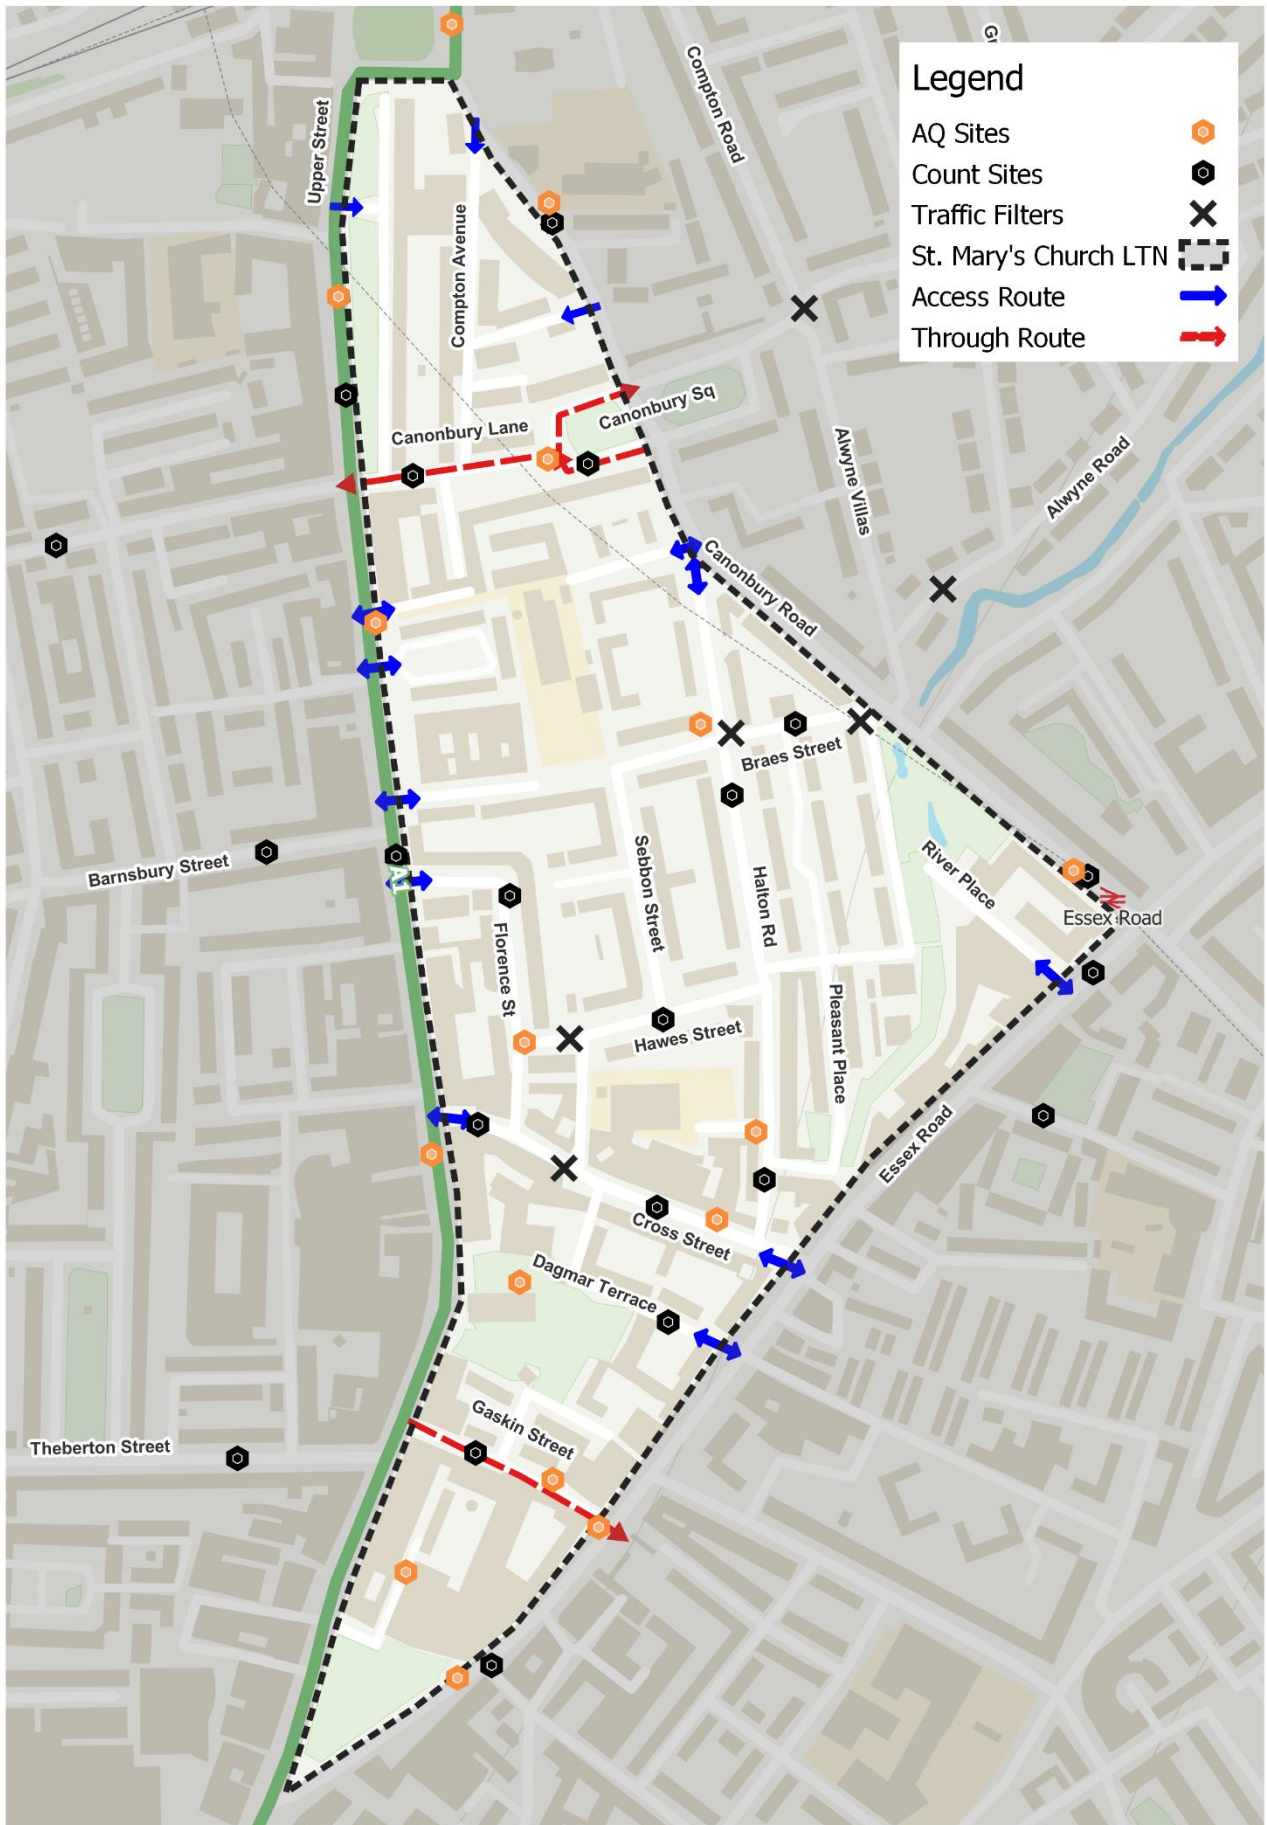 Legend
AQ Sites
Count Sites
Traffic Filters
St. Mary's Church LTN
Access Route
Through Route
Compton Road
Upper Street
Compton Avenue
Canonbury Sq
Canonbury Lane
Alwyne Villas
Alwyne Road
Canonbury Road
Braes Street
Barnsbury Street
A1
Sebbon Street
Halton Rd
River Place
Essex Road
Florence St
Hawes Street
Pleasant Place
Essex Road
Cross Street
Dagmar Terrace
Gaskin Street
Theberton Street